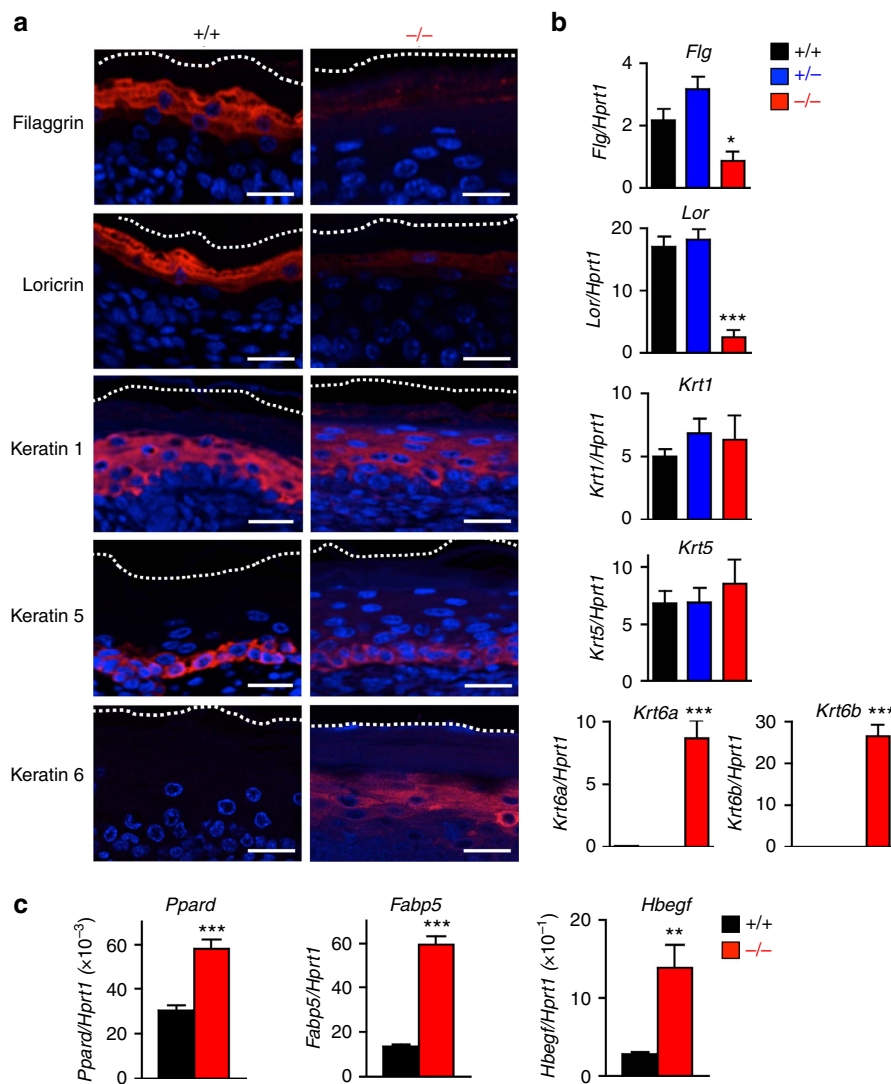 a
+/+
–/–
Filaggrin
Loricrin
Keratin 1
Keratin 5
Keratin 6
b
Flg
+/+
+/–
–/–
Flg/Hprt1
4
2
0
*
Lor
Lor/Hprt1
20
10
0
***
Krt1
Krt1/Hprt1
10
5
0
Krt5
Krt5/Hprt1
10
5
0
Krt6a
***
Krt6a/Hprt1
10
5
0
Krt6b
***
Krt6b/Hprt1
30
20
10
0
c
Ppard
Ppard/Hprt1 (×10⁻³)
60
30
0
***
Fabp5
Fabp5/Hprt1
60
40
20
0
***
Hbegf
Hbegf/Hprt1 (×10⁻¹)
20
10
0
**
+/+
–/–